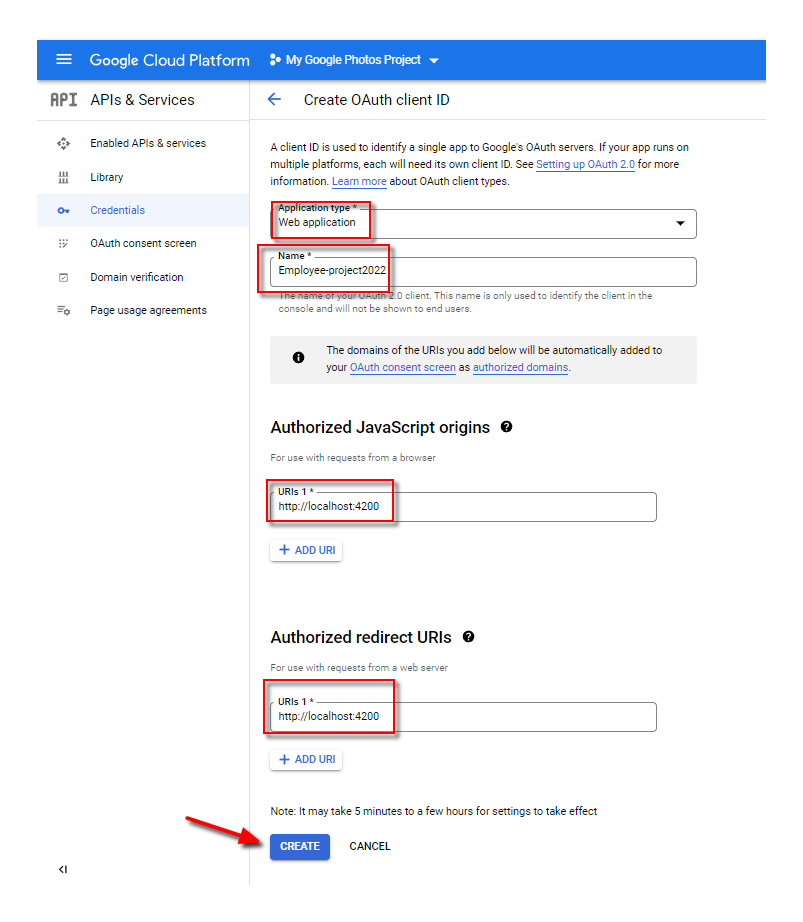 Google Cloud Platform
My Google Photos Project
API
APIs & Services
Enabled APIs & services
Library
Credentials
OAuth consent screen
Domain verification
Page usage agreements
Create OAuth client ID
A client ID is used to identify a single app to Google's OAuth servers. If your app runs on
multiple platforms, each will need its own client ID. See Setting up OAuth 2.0 for more
information. Learn more about OAuth client types.
Application type *
Web application
Name *
Employee-project2022
The name of your OAuth 2.0 client. This name is only used to identify the client in the
console and will not be shown to end users.
The domains of the URIs you add below will be automatically added to
your OAuth consent screen as authorized domains.
Authorized JavaScript origins
For use with requests from a browser
URIs 1 *
http://localhost:4200
+ ADD URI
Authorized redirect URIs
For use with requests from a web server
URIs 1 *
http://localhost:4200
+ ADD URI
Note: It may take 5 minutes to a few hours for settings to take effect
CREATE
CANCEL